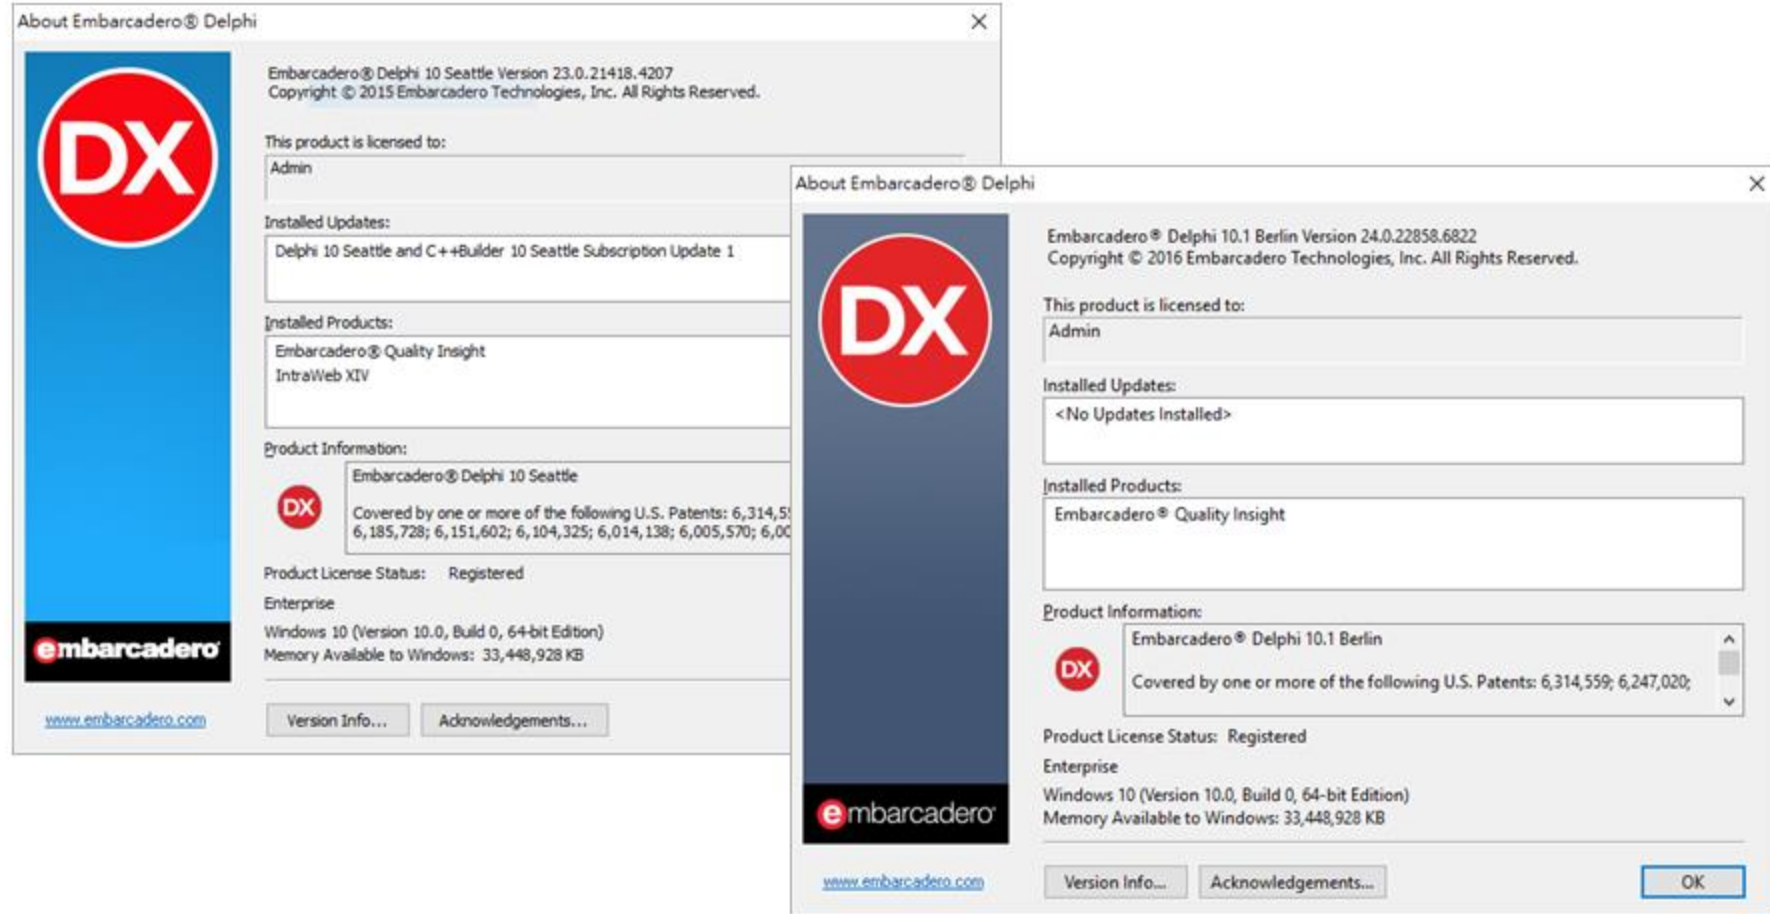 About Embarcadero® Delphi
DX
Embarcadero® Delphi 10 Seattle Version 23.0.21418.4207
Copyright © 2015 Embarcadero Technologies, Inc. All Rights Reserved.
This product is licensed to:
Admin
Installed Updates:
Delphi 10 Seattle and C++Builder 10 Seattle Subscription Update 1
Installed Products:
Embarcadero® Quality Insight
IntraWeb XIV
Product Information:
DX
Embarcadero® Delphi 10 Seattle
Covered by one or more of the following U.S. Patents: 6,314,5
6,185,728; 6,151,602; 6,104,325; 6,014,138; 6,005,570; 6,00
Product License Status: Registered
Enterprise
Windows 10 (Version 10.0, Build 0, 64-bit Edition)
Memory Available to Windows: 33,448,928 KB
embarcadero
www.embarcadero.com
Version Info...
Acknowledgements...
About Embarcadero® Delphi
DX
Embarcadero® Delphi 10.1 Berlin Version 24.0.22858.6822
Copyright © 2016 Embarcadero Technologies, Inc. All Rights Reserved.
This product is licensed to:
Admin
Installed Updates:
<No Updates Installed>
Installed Products:
Embarcadero® Quality Insight
Product Information:
DX
Embarcadero® Delphi 10.1 Berlin
Covered by one or more of the following U.S. Patents: 6,314,559; 6,247,020;
Product License Status: Registered
Enterprise
Windows 10 (Version 10.0, Build 0, 64-bit Edition)
Memory Available to Windows: 33,448,928 KB
embarcadero
www.embarcadero.com
Version Info...
Acknowledgements...
OK